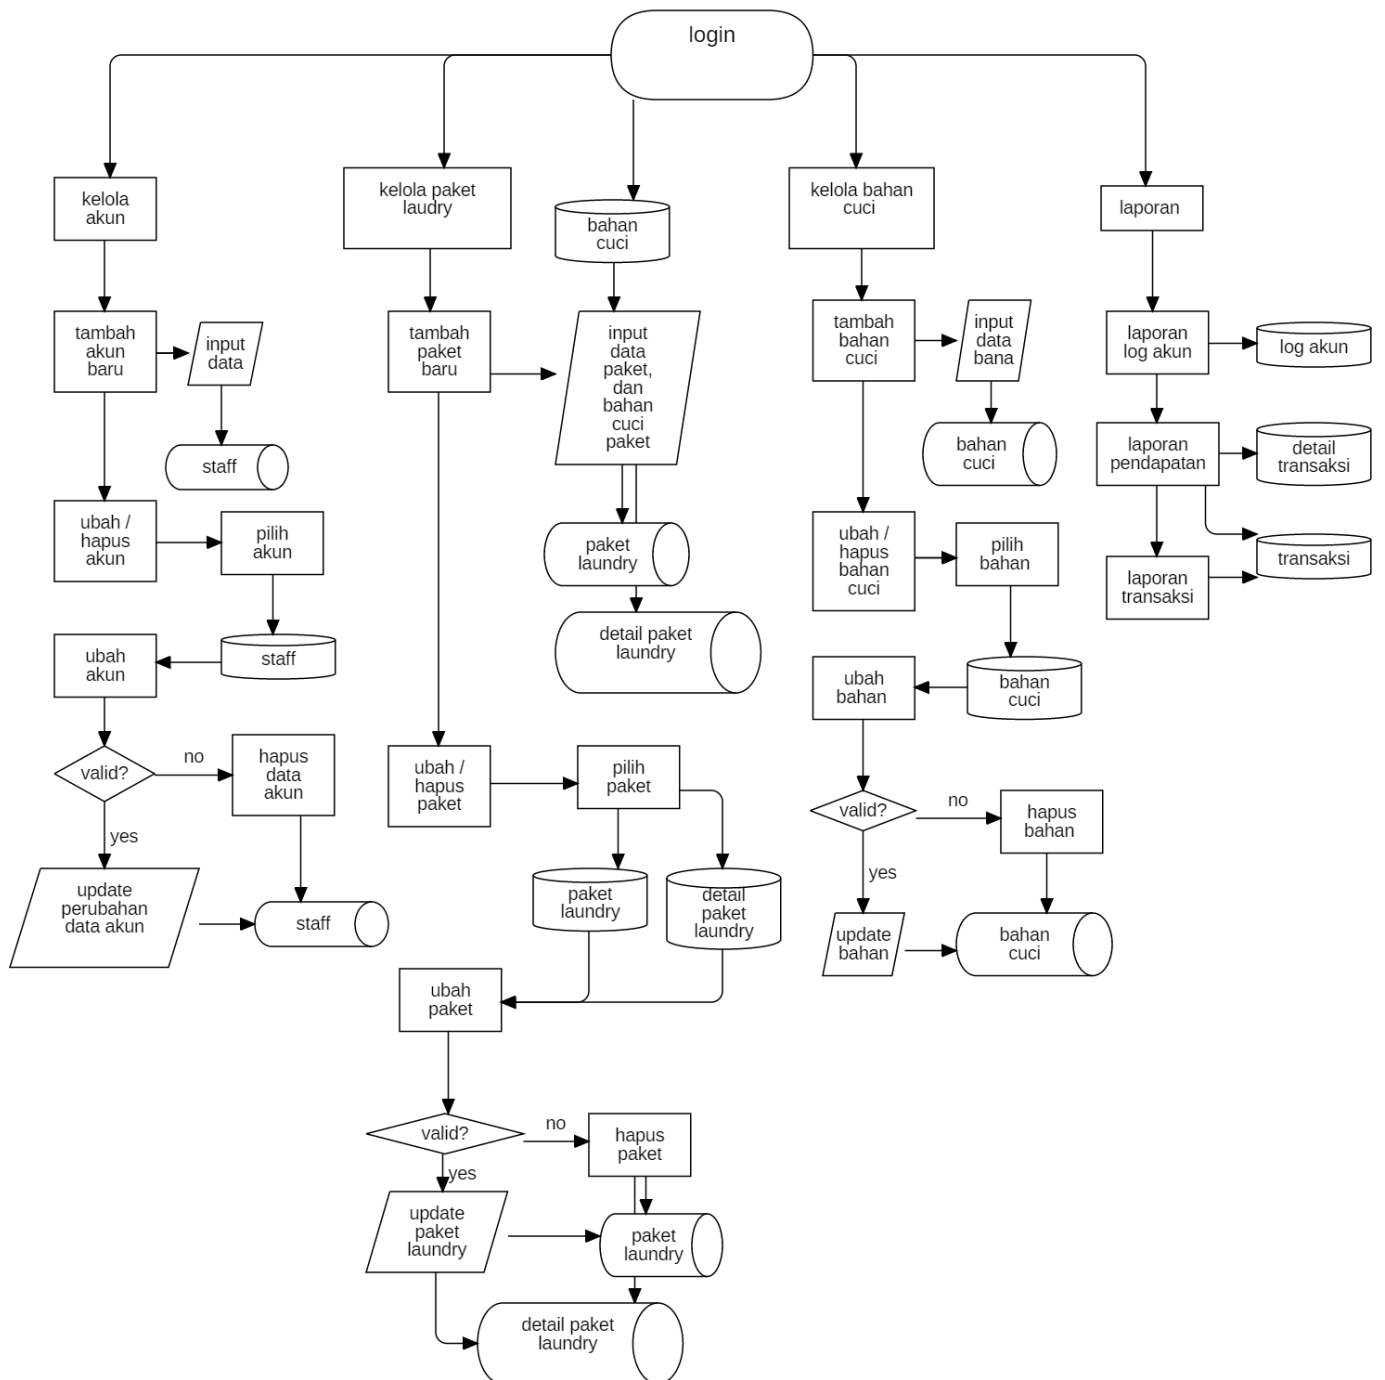 login
kelola
akun
kelola paket
laudry
bahan
cuci
kelola bahan
cuci
laporan
tambah
akun
baru
input
data
staff
ubah /
hapus
akun
pilih
akun
staff
ubah
akun
valid?
no
hapus
data
akun
yes
update
perubahan
data akun
staff
tambah
paket
baru
input
data
paket,
dan
bahan
cuci
paket
paket
laundry
detail paket
laundry
ubah /
hapus
paket
pilih
paket
paket
laundry
detail
paket
laundry
ubah
paket
valid?
no
hapus
paket
yes
update
paket
laundry
paket
laundry
detail paket
laundry
tambah
bahan
cuci
input
data
bana
bahan
cuci
ubah /
hapus
bahan
cuci
pilih
bahan
bahan
cuci
ubah
bahan
valid?
no
hapus
bahan
yes
update
bahan
bahan
cuci
laporan
log akun
log akun
laporan
pendapatan
detail
transaksi
transaksi
laporan
transaksi